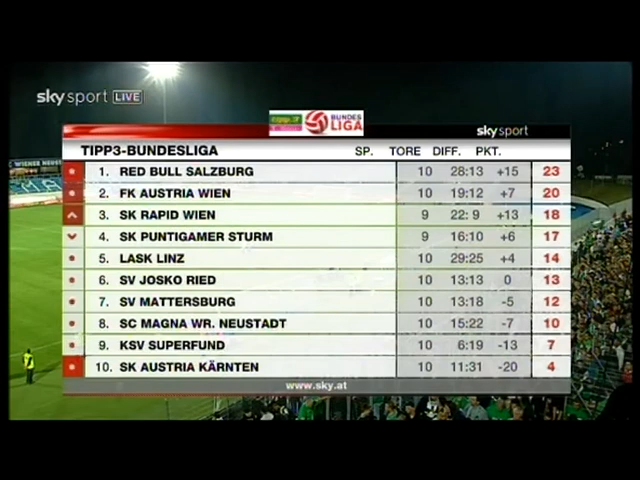 sky sport LIVE
BUNDES
LIGA
sky sport
TIPP3-BUNDESLIGA SP. TORE DIFF. PKT.
1. RED BULL SALZBURG 10 28:13 +15 23
2. FK AUSTRIA WIEN 10 19:12 +7 20
3. SK RAPID WIEN 9 22: 9 +13 18
4. SK PUNTIGAMER STURM 9 16:10 +6 17
5. LASK LINZ 10 29:25 +4 14
6. SV JOSKO RIED 10 13:13 0 13
7. SV MATTERSBURG 10 13:18 -5 12
8. SC MAGNA WR. NEUSTADT 10 15:22 -7 10
9. KSV SUPERFUND 10 6:19 -13 7
10. SK AUSTRIA KÄRNTEN 10 11:31 -20 4
www.sky.at